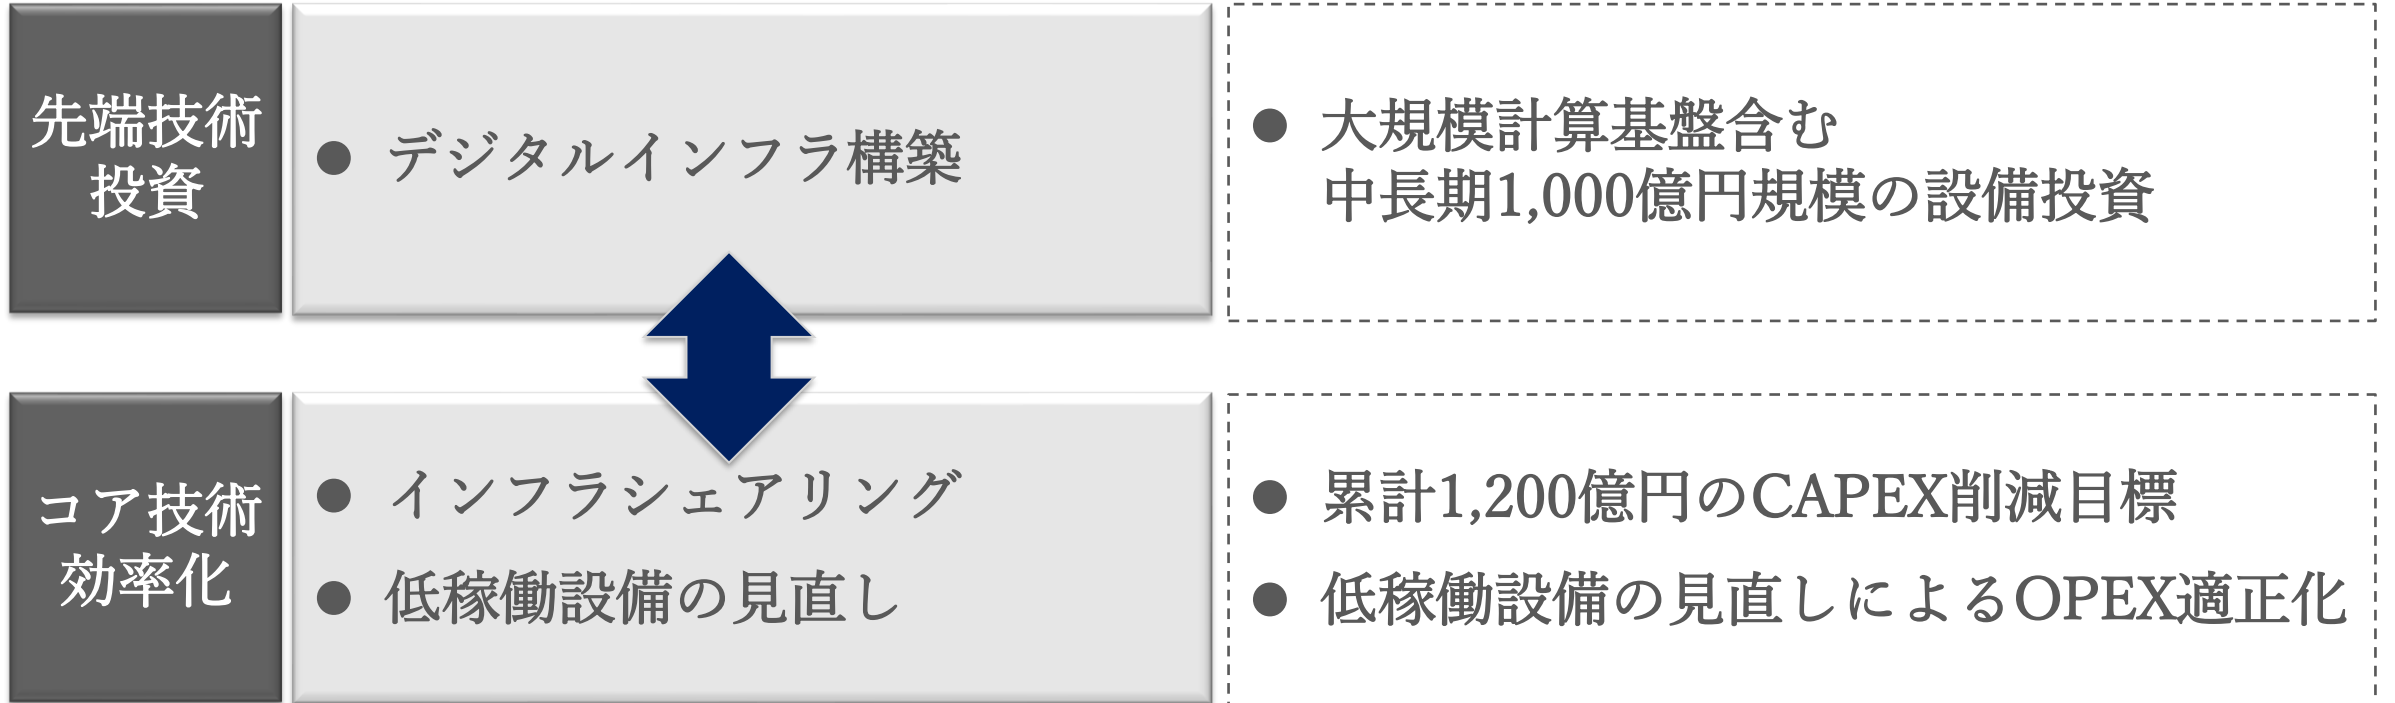 先端技術
投資
● デジタルインフラ構築
● 大規模計算基盤含む
中長期1,000億円規模の設備投資
コア技術
効率化
● インフラシェアリング
● 低稼働設備の見直し
● 累計1,200億円のCAPEX削減目標
● 低稼働設備の見直しによるOPEX適正化